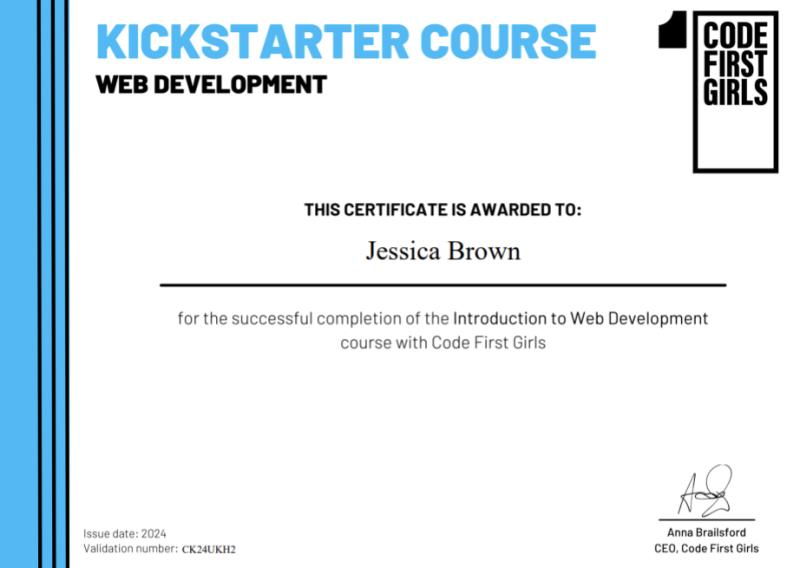 KICKSTARTER COURSE
WEB DEVELOPMENT
CODE
FIRST
GIRLS
THIS CERTIFICATE IS AWARDED TO:
Jessica Brown
for the successful completion of the Introduction to Web Development
course with Code First Girls
Anna Brailsford
CEO, Code First Girls
Issue date: 2024
Validation number: CK24UKH2